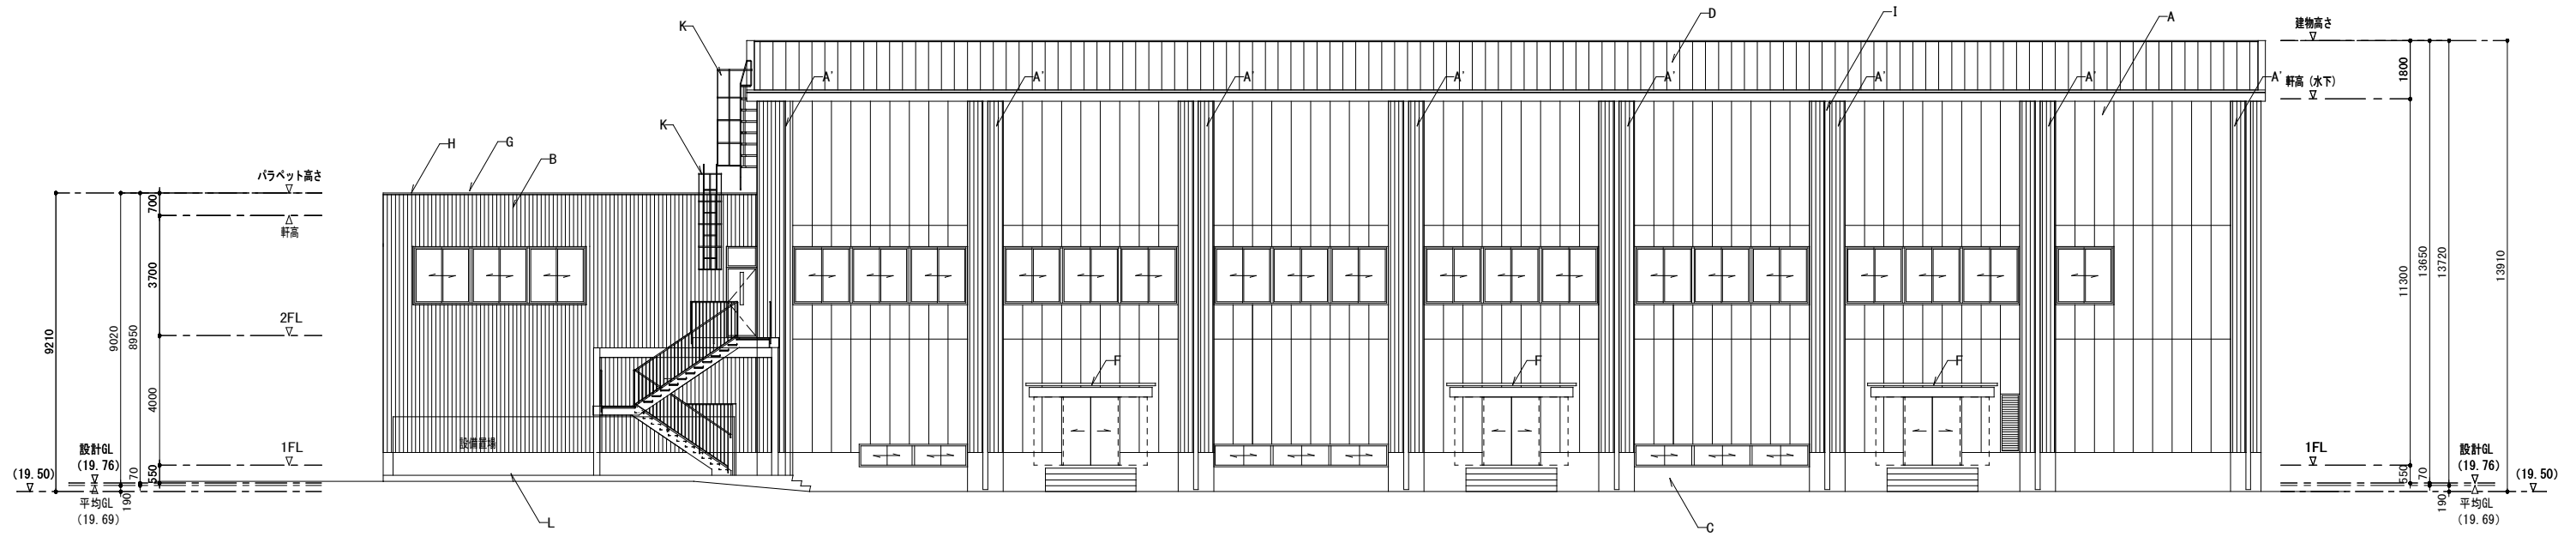 K
D
I
A
建物高さ
A'
A'
A'
A'
A'
A'
A'
A'
軒高（水下）
1800
K
H
G
B
パラペット高さ
700
軒高
3700
2FL
9210
9020
8950
4000
11300
13650
13720
13910
F
F
F
設備置場
1FL
設計GL
(19.76)
(19.50)
550
70
190
平均GL
(19.69)
L
C
1FL
550
70
190
設計GL
(19.76)
(19.50)
平均GL
(19.69)